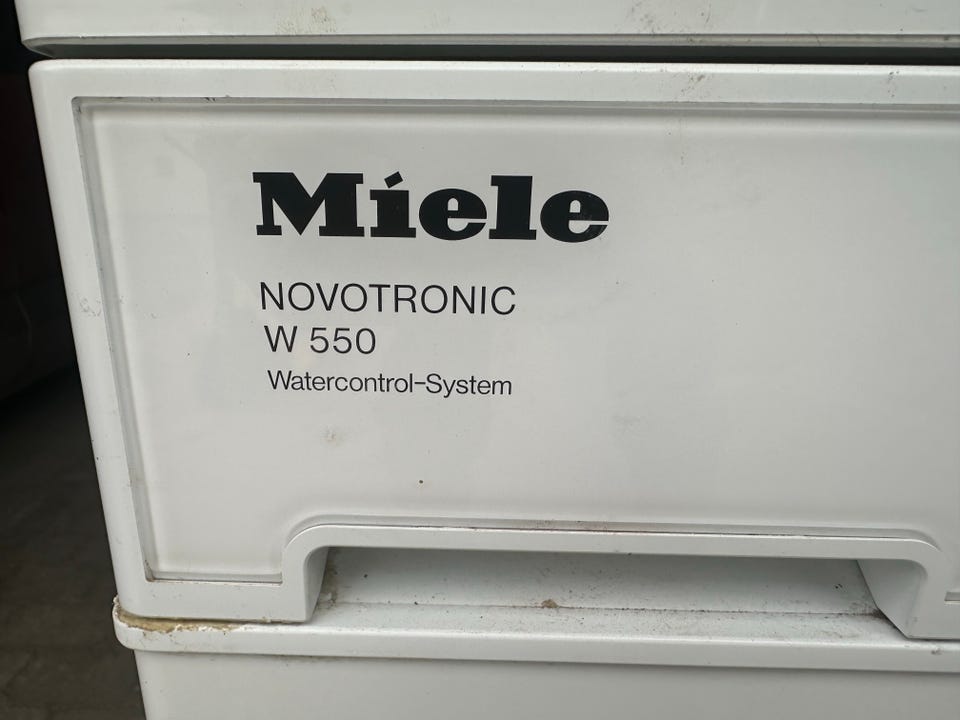 Miele
NOVOTRONIC
W 550
Watercontrol-System